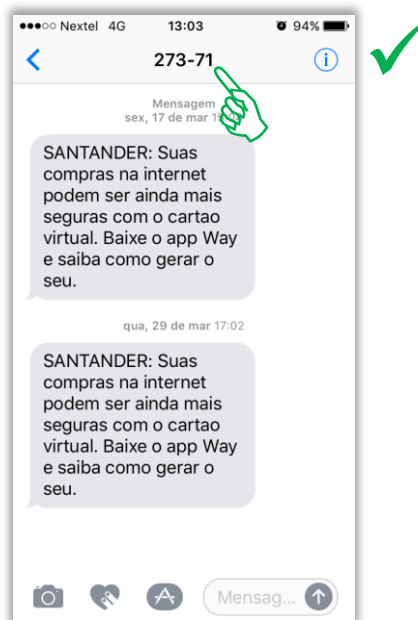 Nextel 4G 13:03 94%
273-71
Mensagem
sex, 17 de mar
SANTANDER: Suas
compras na internet
podem ser ainda mais
seguras com o cartao
virtual. Baixe o app Way
e saiba como gerar o
seu.
qua, 29 de mar 17:02
SANTANDER: Suas
compras na internet
podem ser ainda mais
seguras com o cartao
virtual. Baixe o app Way
e saiba como gerar o
seu.
Mensag...